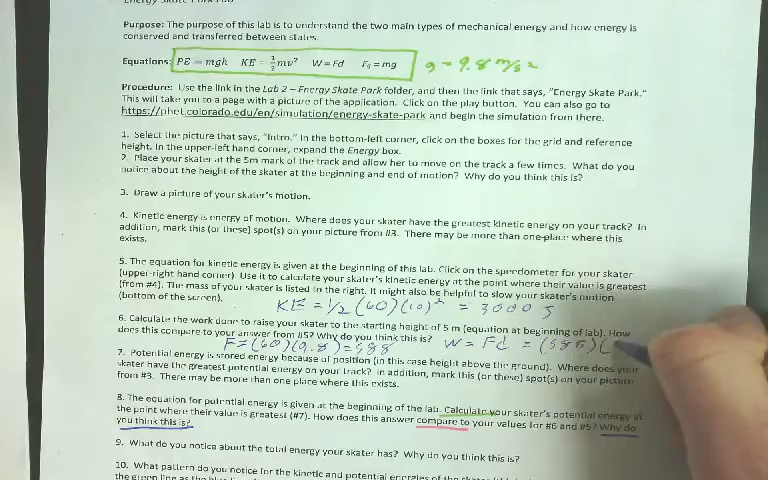 Energy Skate Park Lab
Purpose: The purpose of this lab is to understand the two main types of mechanical energy and how energy is
conserved and transferred between states.
Equations: PE = mgh KE = ½mv² W = Fd Fg = mg g = 9.8 m/s²
Procedure: Use the link in the Lab 2 – Energy Skate Park folder, and then the link that says, "Energy Skate Park."
This will take you to a page with a picture of the application. Click on the play button. You can also go to
https://phet.colorado.edu/en/simulation/energy-skate-park and begin the simulation from there.
1. Select the picture that says, "Intro." In the bottom-left corner, click on the boxes for the grid and reference
height. In the upper-left hand corner, expand the Energy box.
2. Place your skater at the 5m mark of the track and allow her to move on the track a few times. What do you
notice about the height of the skater at the beginning and end of motion? Why do you think this is?
3. Draw a picture of your skater's motion.
4. Kinetic energy is energy of motion. Where does your skater have the greatest kinetic energy on your track? In
addition, mark this (or these) spot(s) on your picture from #3. There may be more than one place where this
exists.
5. The equation for kinetic energy is given at the beginning of this lab. Click on the speedometer for your skater
(upper-right hand corner). Use it to calculate your skater's kinetic energy at the point where their value is greatest
(from #4). The mass of your skater is listed to the right. It might also be helpful to slow your skater's motion
(bottom of the screen). KE = 1/2 (60)(10)² = 3000 J
6. Calculate the work done to raise your skater to the starting height of 5 m (equation at beginning of lab). How
does this compare to your answer from #5? Why do you think this is?
F = (60)(9.8) = 588 W = Fd = (588)(
7. Potential energy is stored energy because of position (in this case height above the ground). Where does your
skater have the greatest potential energy on your track? In addition, mark this (or these) spot(s) on your picture
from #3. There may be more than one place where this exists.
8. The equation for potential energy is given at the beginning of the lab. Calculate your skater's potential energy at
the point where their value is greatest (#7). How does this answer compare to your values for #6 and #5? Why do
you think this is?
9. What do you notice about the total energy your skater has? Why do you think this is?
10. What pattern do you notice for the kinetic and potential energies of the
the green line as the